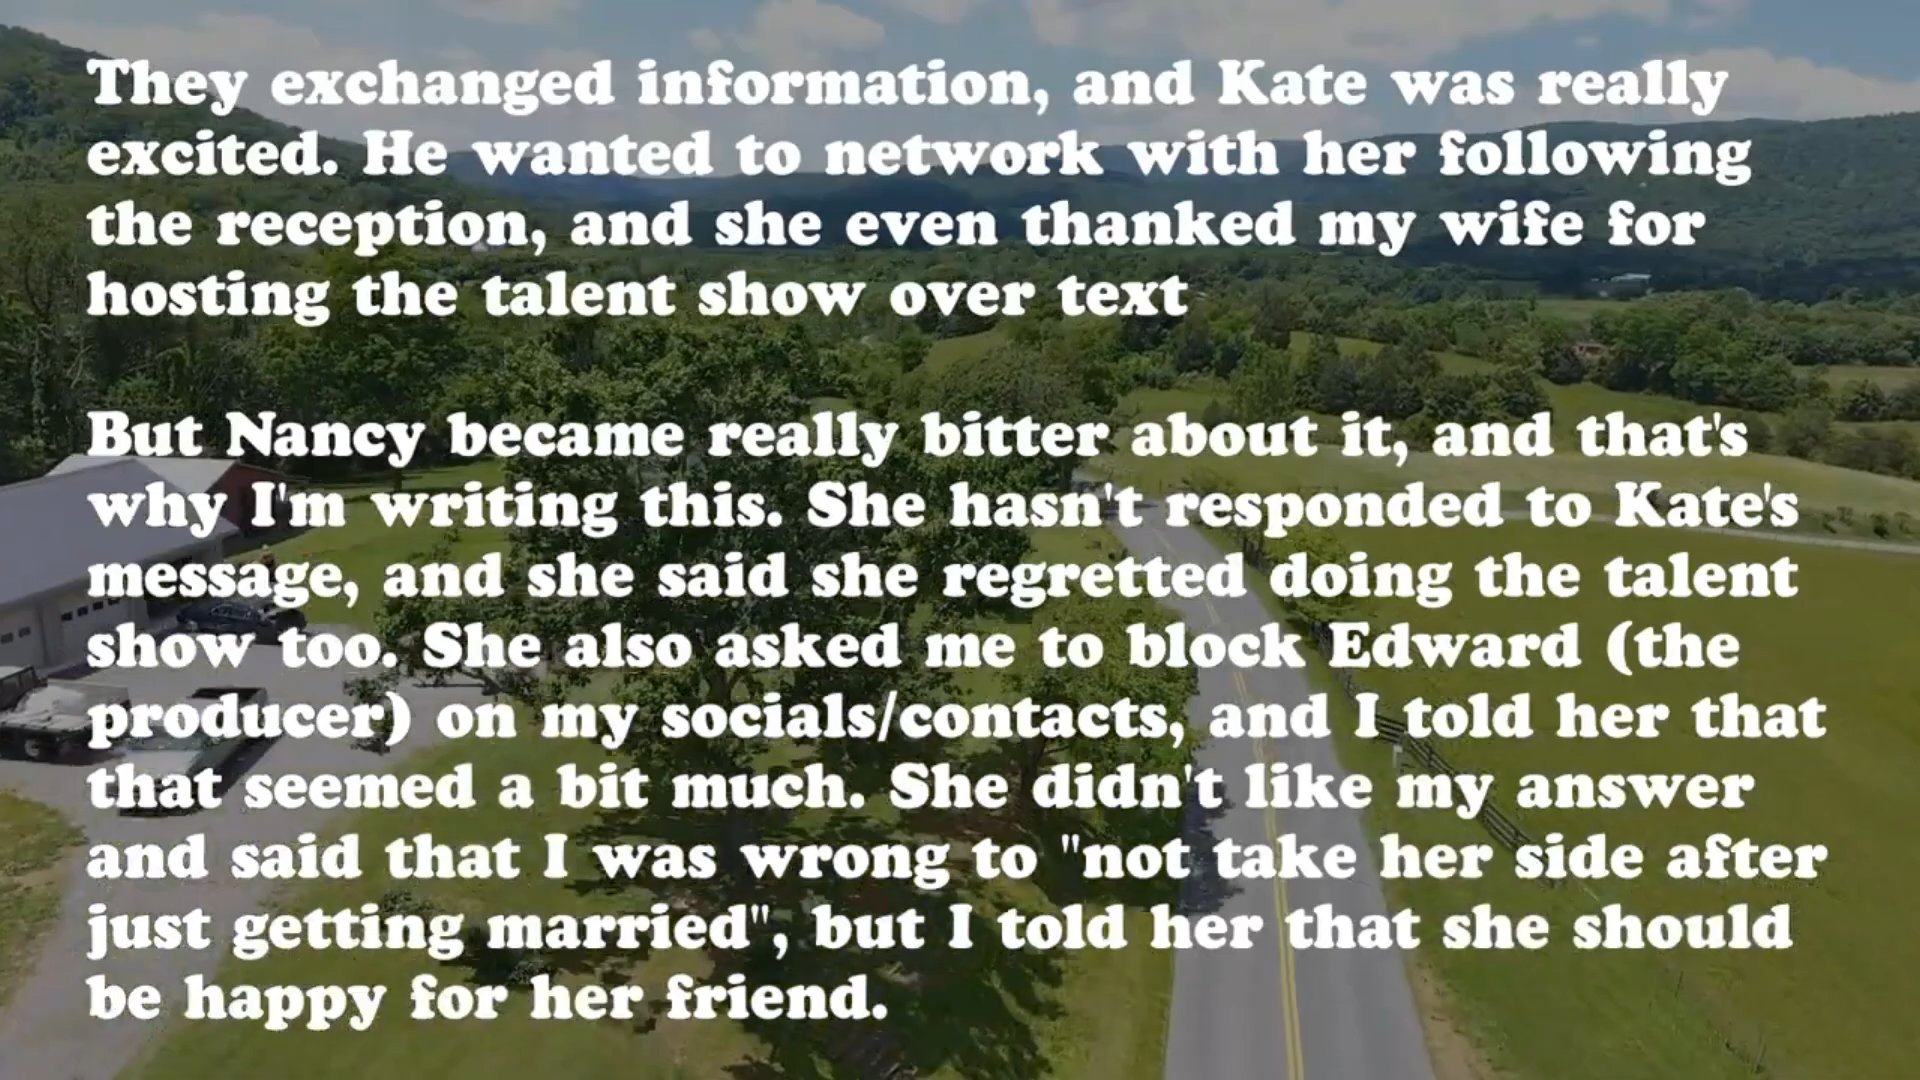 They exchanged information, and Kate was really
excited. He wanted to network with her following
the reception, and she even thanked my wife for
hosting the talent show over text
But Nancy became really bitter about it, and that's
why I'm writing this. She hasn't responded to Kate's
message, and she said she regretted doing the talent
show too. She also asked me to block Edward (the
producer) on my socials/contacts, and I told her that
that seemed a bit much. She didn't like my answer
and said that I was wrong to "not take her side after
just getting married", but I told her that she should
be happy for her friend.